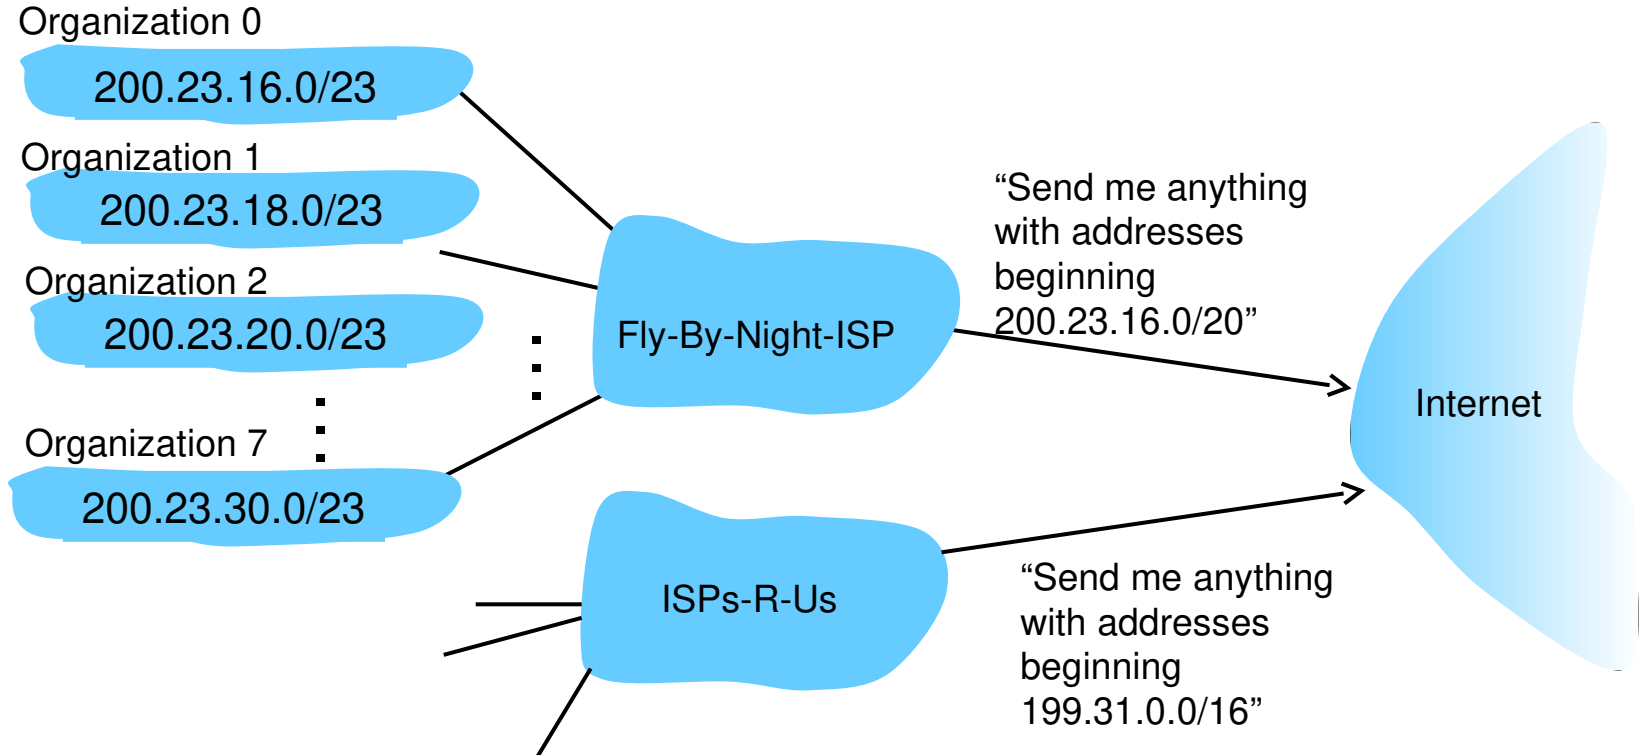 Organization 0
200.23.16.0/23
Organization 1
200.23.18.0/23
Organization 2
200.23.20.0/23
Organization 7
200.23.30.0/23
Fly-By-Night-ISP
“Send me anything
with addresses
beginning
200.23.16.0/20”
Internet
ISPs-R-Us
“Send me anything
with addresses
beginning
199.31.0.0/16”